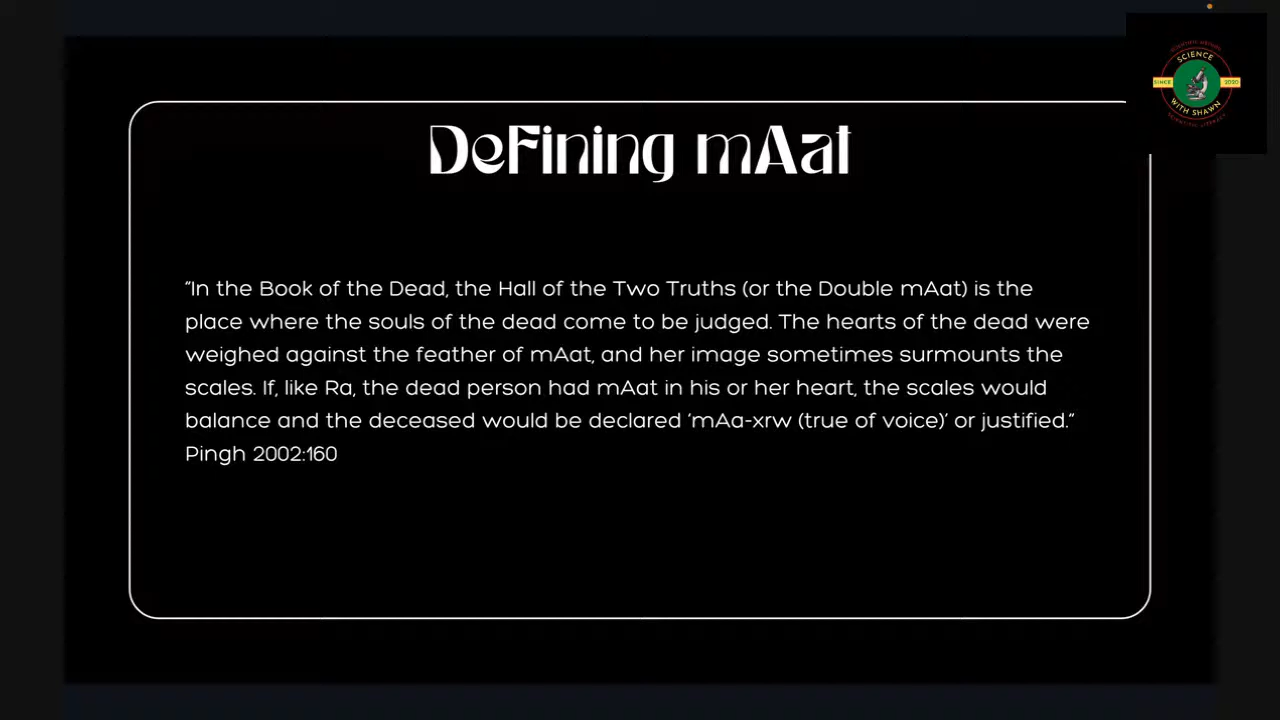 SCIENTIFIC HISTORY
SCIENCE
SINCE 2020
WITH SHAWN
SCIENTIFIC LITERACY
DeFining mAat
“In the Book of the Dead, the Hall of the Two Truths (or the Double mAat) is the
place where the souls of the dead come to be judged. The hearts of the dead were
weighed against the feather of mAat, and her image sometimes surmounts the
scales. If, like Ra, the dead person had mAat in his or her heart, the scales would
balance and the deceased would be declared ‘mAa-xrw (true of voice)’ or justified.”
Pingh 2002:160